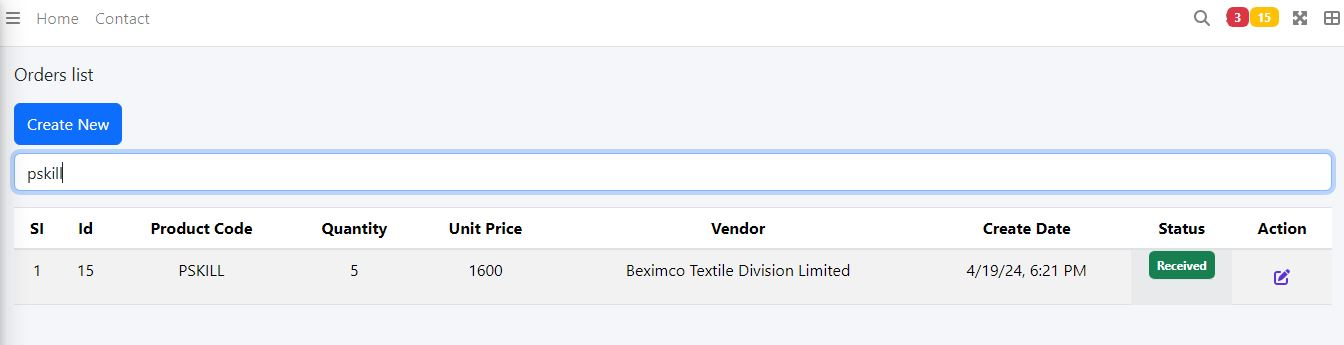 Home Contact 3 15
Orders list
Create New
pskill
Sl Id Product Code Quantity Unit Price Vendor Create Date Status Action
1 15 PSKILL 5 1600 Beximco Textile Division Limited 4/19/24, 6:21 PM Received